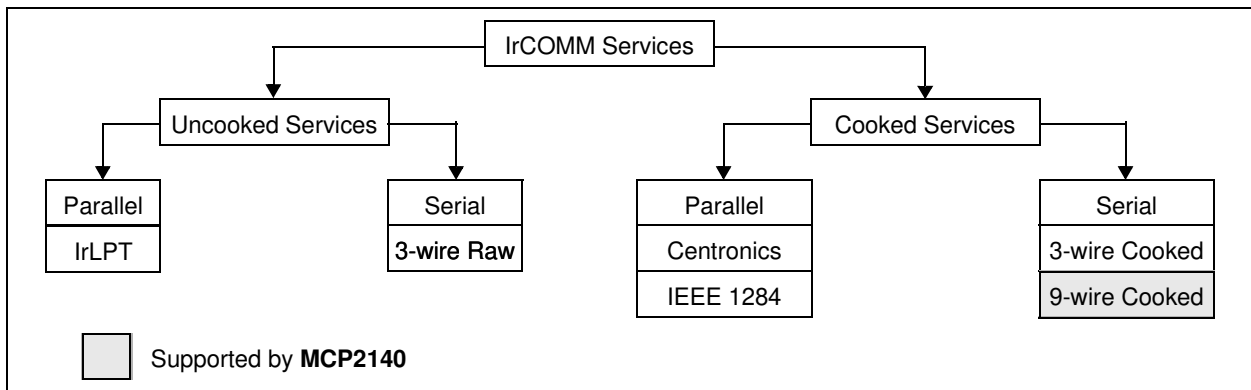 IrCOMM Services
Uncooked Services
Cooked Services
Parallel
IrLPT
Serial
3-wire Raw
Parallel
Centronics
IEEE 1284
Serial
3-wire Cooked
9-wire Cooked
Supported by MCP2140